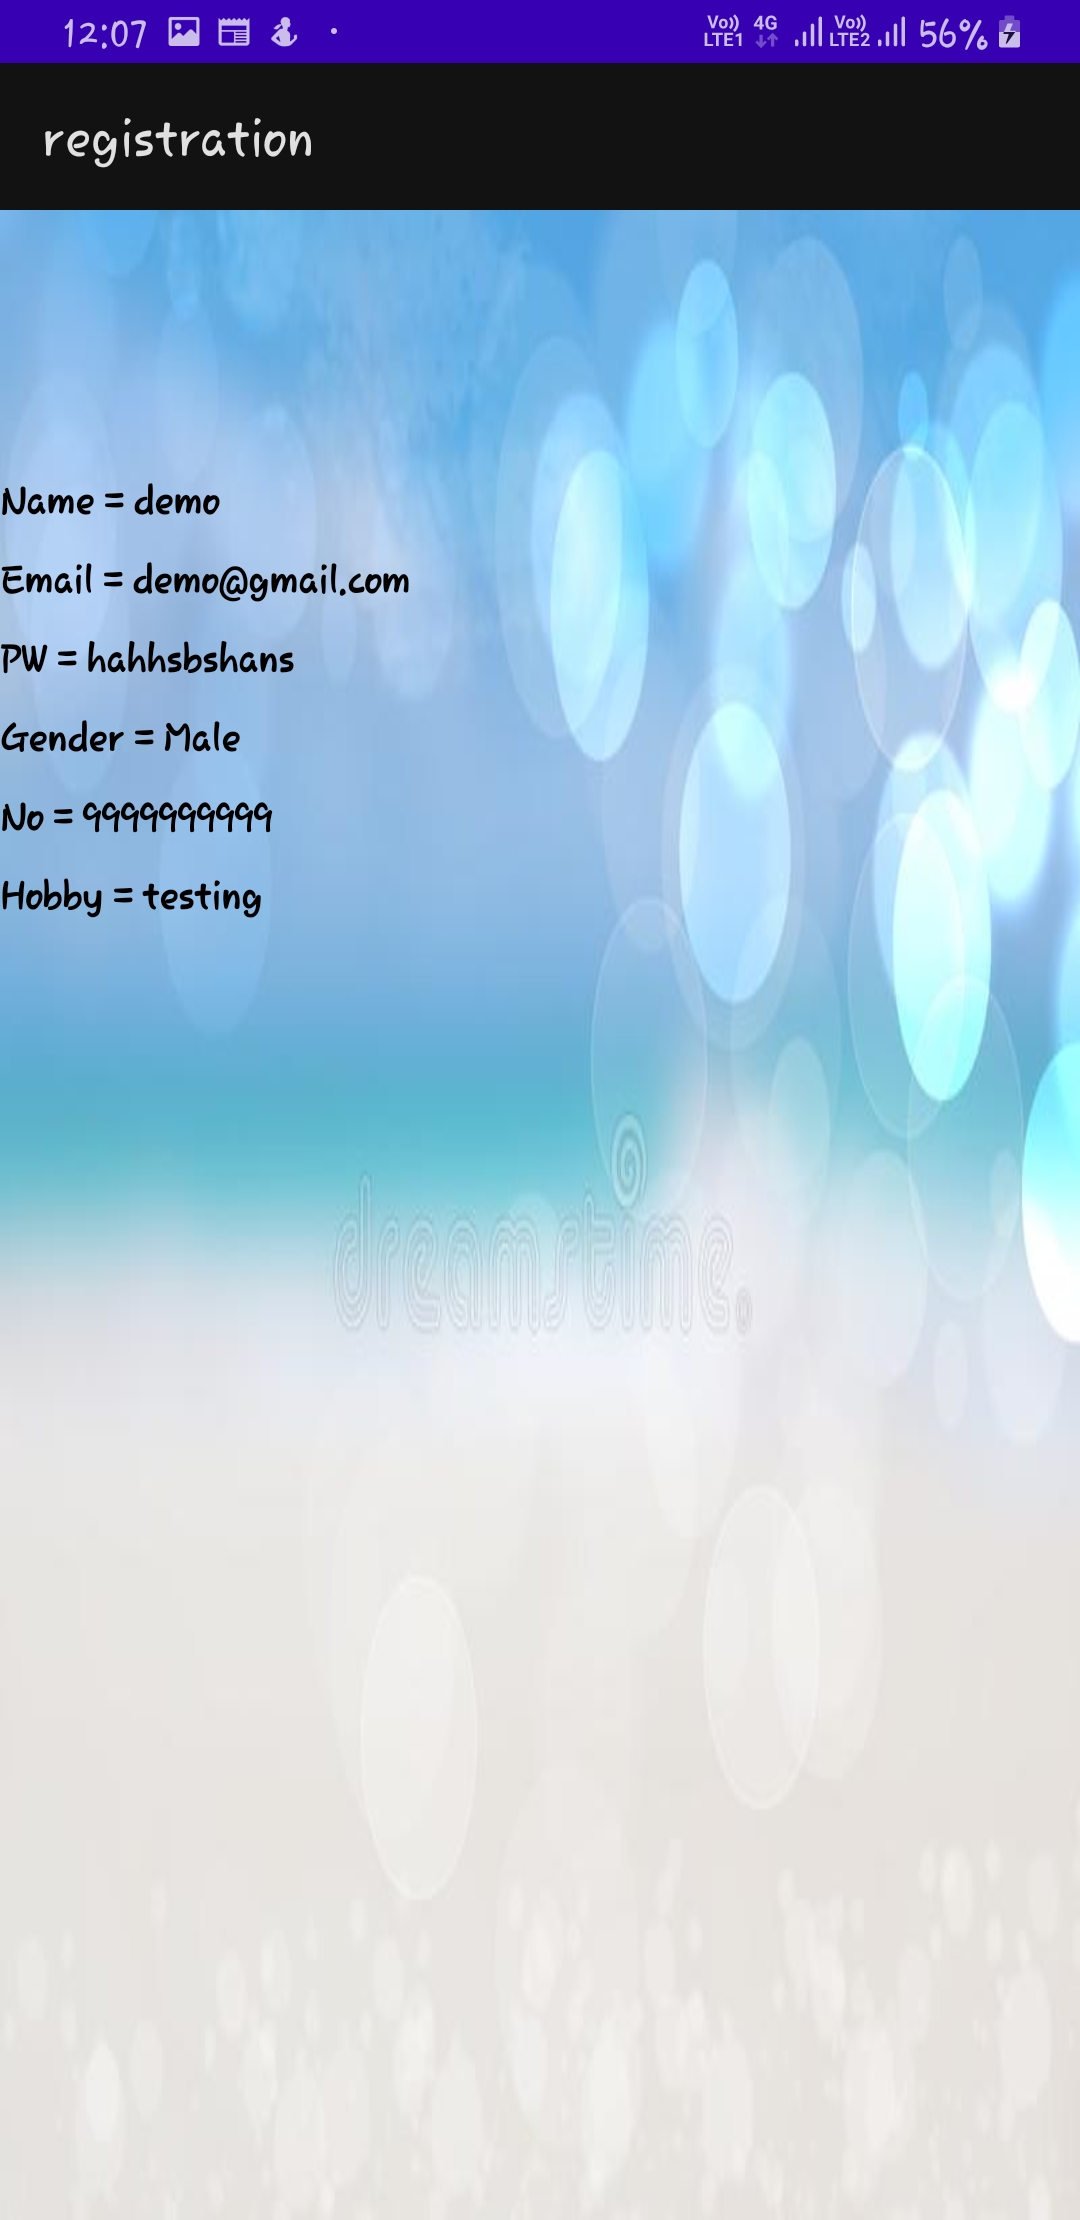 12:07
Vo)) LTE1 4G Vo)) LTE2 56%
registration
Name = demo
Email = demo@gmail.com
PW = hahhsbshans
Gender = Male
No = 9999999999
Hobby = testing
dreamstime®